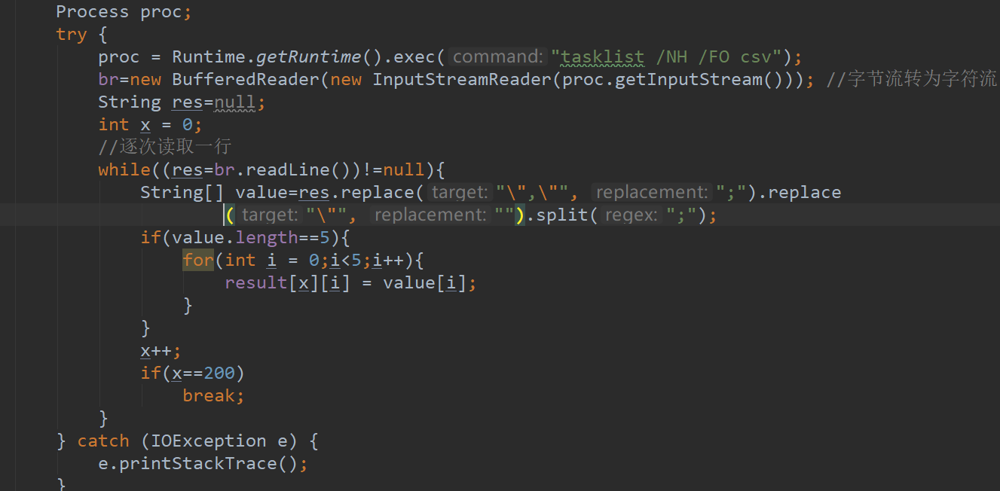 Process proc;
try {
proc = Runtime.getRuntime().exec( command: "tasklist /NH /FO csv");
br=new BufferedReader(new InputStreamReader(proc.getInputStream())); //字节流转为字符流
String res=null;
int x = 0;
//逐次读取一行
while((res=br.readLine())!=null){
String[] value=res.replace( target: "\",\"", replacement: ";").replace
( target: "\"", replacement: "").split( regex: ";");
if(value.length==5){
for(int i = 0;i<5;i++){
result[x][i] = value[i];
}
}
x++;
if(x==200)
break;
}
} catch (IOException e) {
e.printStackTrace();
}